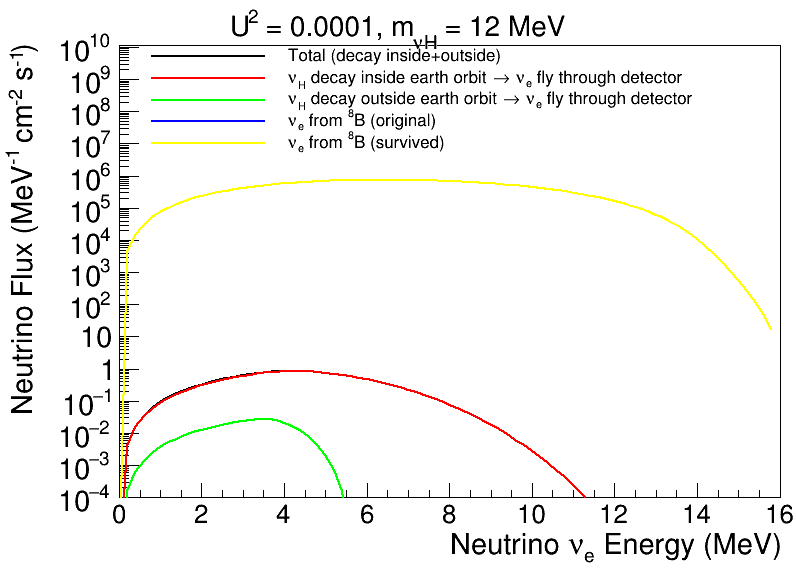 U² = 0.0001, m_νH = 12 MeV
Total (decay inside+outside)
ν_H decay inside earth orbit → ν_e fly through detector
ν_H decay outside earth orbit → ν_e fly through detector
ν_e from ⁸B (original)
ν_e from ⁸B (survived)
Neutrino Flux (MeV⁻¹ cm⁻² s⁻¹)
10¹⁰
10⁹
10⁸
10⁷
10⁶
10⁵
10⁴
10³
10²
10
1
10⁻¹
10⁻²
10⁻³
10⁻⁴
0 2 4 6 8 10 12 14 16
Neutrino ν_e Energy (MeV)